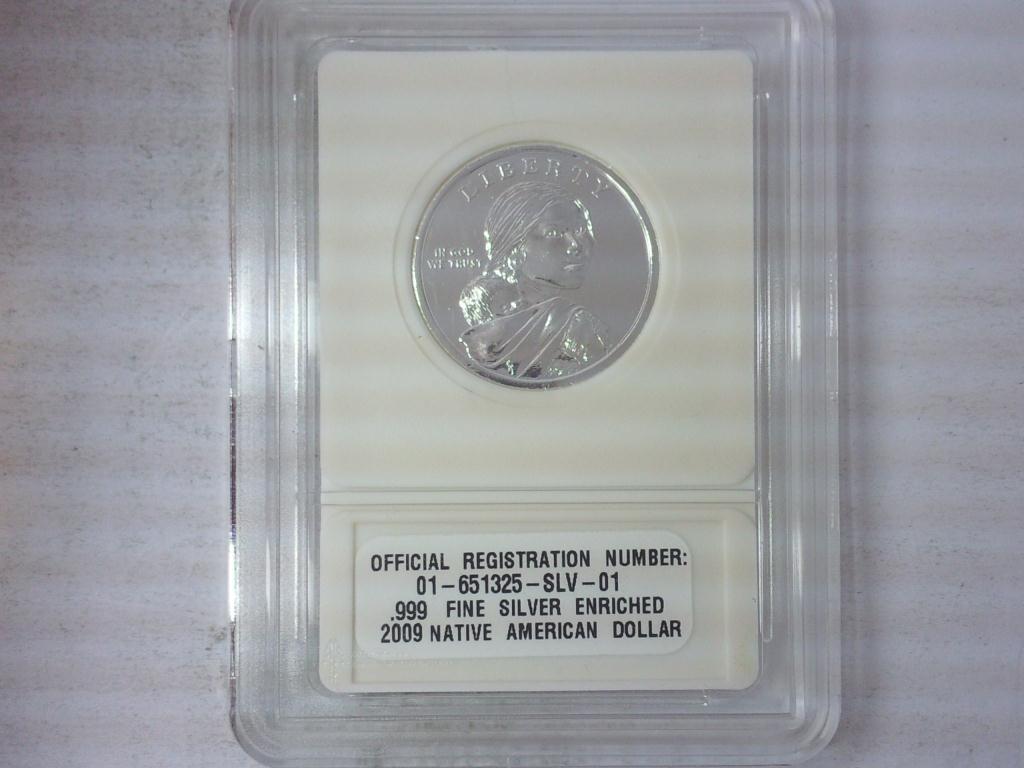 LIBERTY
IN GOD
WE TRUST
OFFICIAL REGISTRATION NUMBER:
01-651325-SLV-01
.999 FINE SILVER ENRICHED
2009 NATIVE AMERICAN DOLLAR